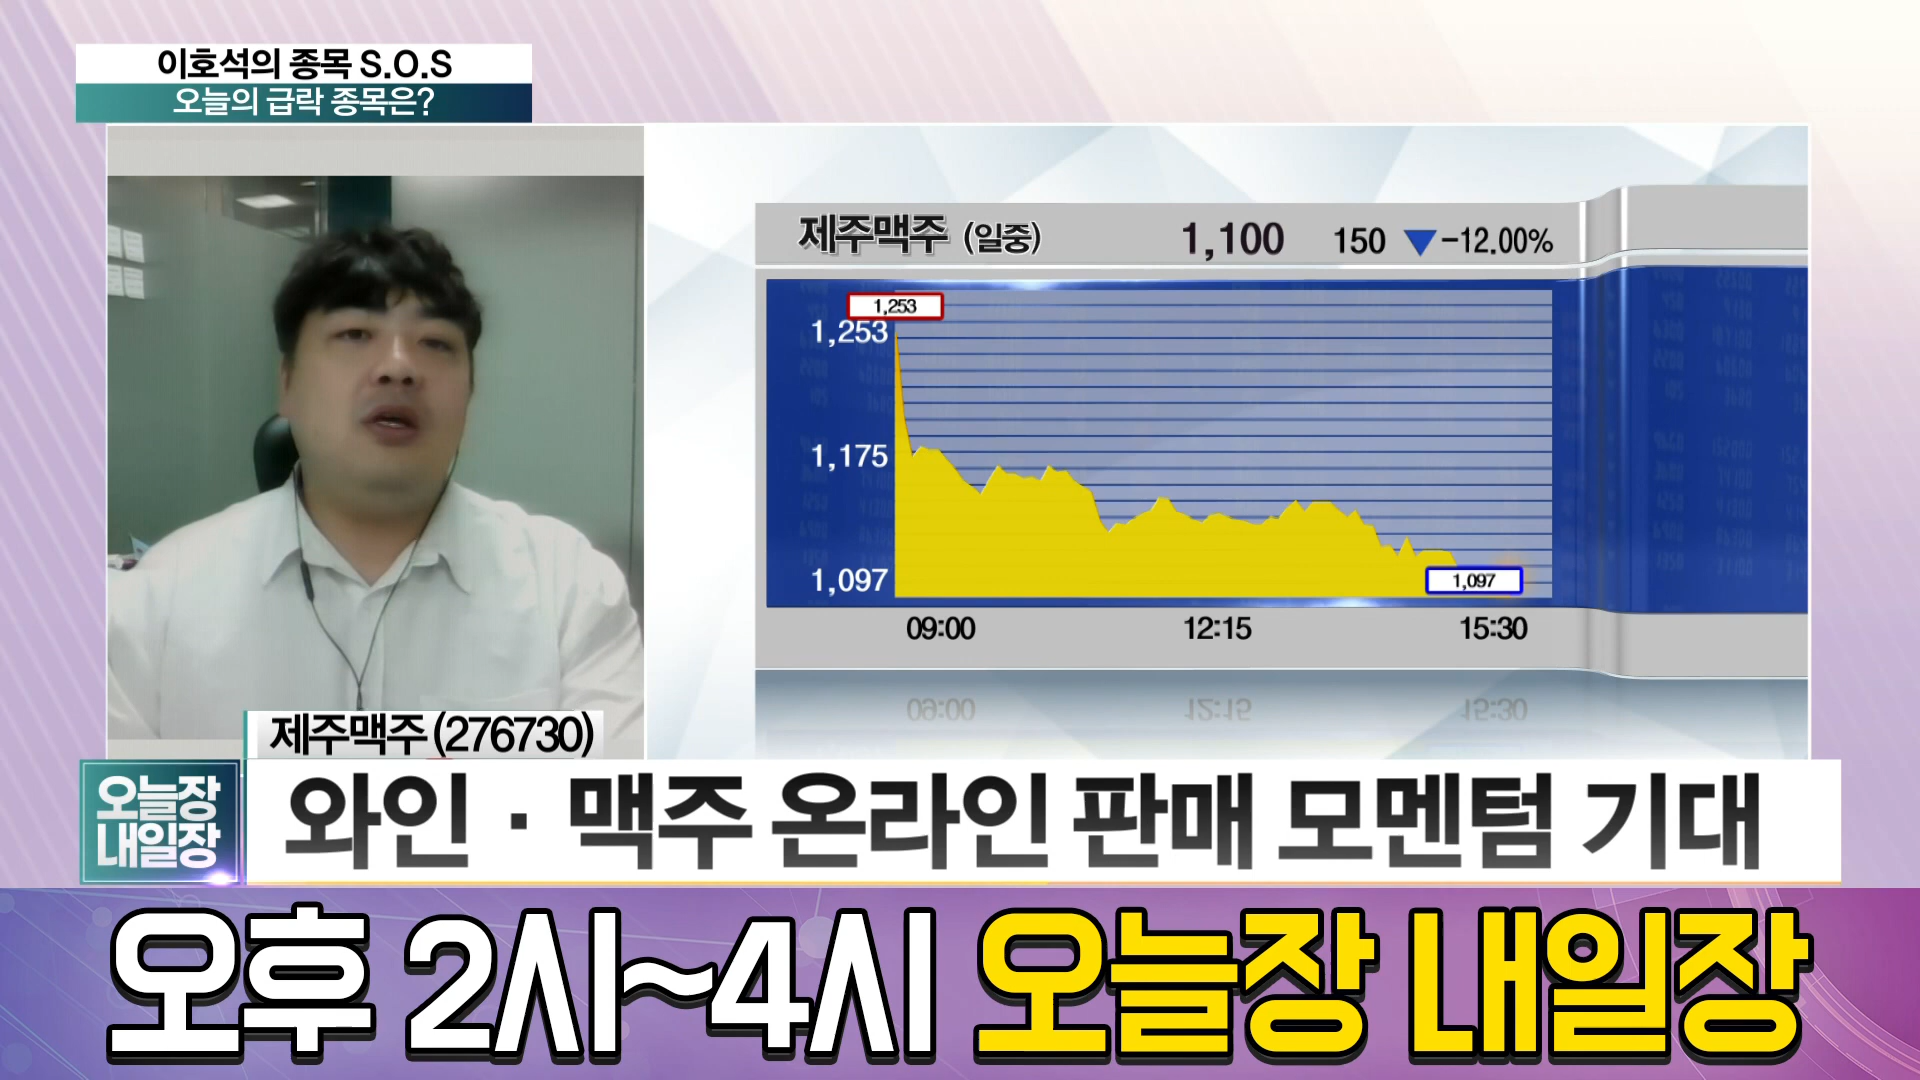 이호석의 종목 S.O.S
오늘의 급락 종목은?
제주맥주 (일중) 1,100 150 ▼-12.00%
1,253
1,253
1,175
1,097
1,097
09:00 12:15 15:30
제주맥주(276730)
오늘장
내일장
와인 · 맥주 온라인 판매 모멘텀 기대
오후 2시~4시 오늘장 내일장